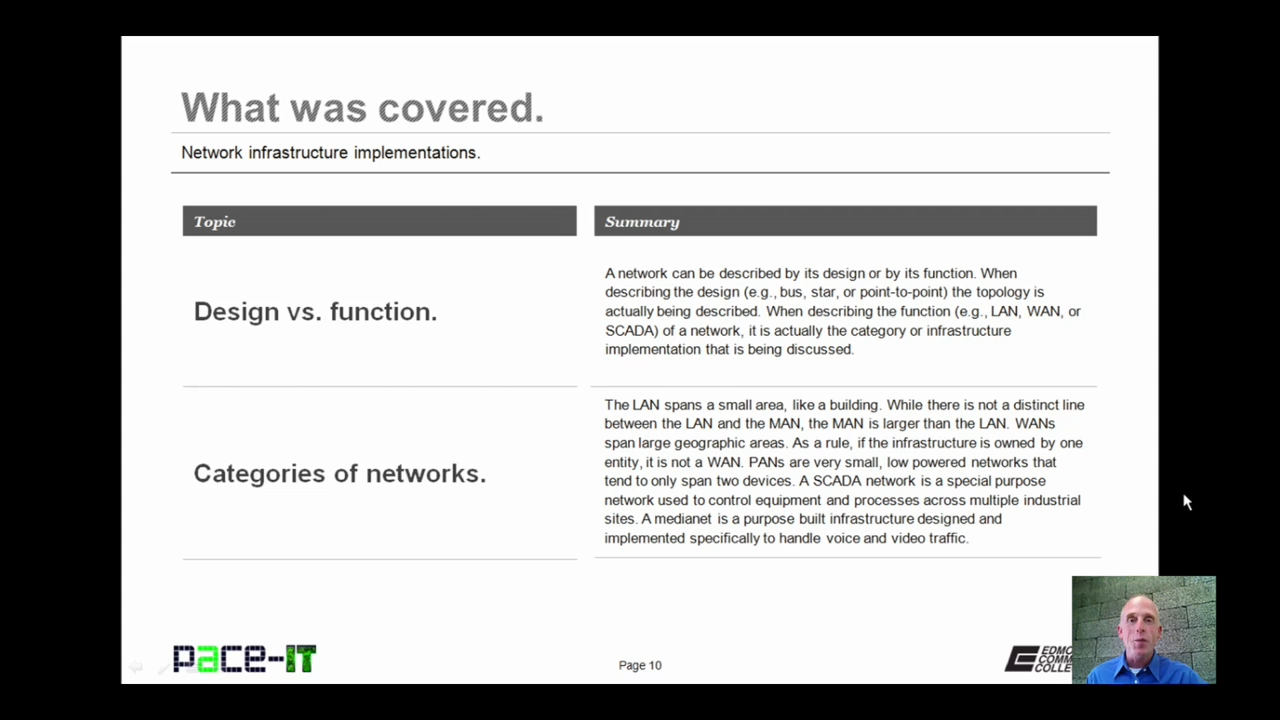 What was covered.
Network infrastructure implementations.
Topic
Summary
Design vs. function.
A network can be described by its design or by its function. When
describing the design (e.g., bus, star, or point-to-point) the topology is
actually being described. When describing the function (e.g., LAN, WAN, or
SCADA) of a network, it is actually the category or infrastructure
implementation that is being discussed.
Categories of networks.
The LAN spans a small area, like a building. While there is not a distinct line
between the LAN and the MAN, the MAN is larger than the LAN. WANs
span large geographic areas. As a rule, if the infrastructure is owned by one
entity, it is not a WAN. PANs are very small, low powered networks that
tend to only span two devices. A SCADA network is a special purpose
network used to control equipment and processes across multiple industrial
sites. A medianet is a purpose built infrastructure designed and
implemented specifically to handle voice and video traffic.
pace-IT
Page 10